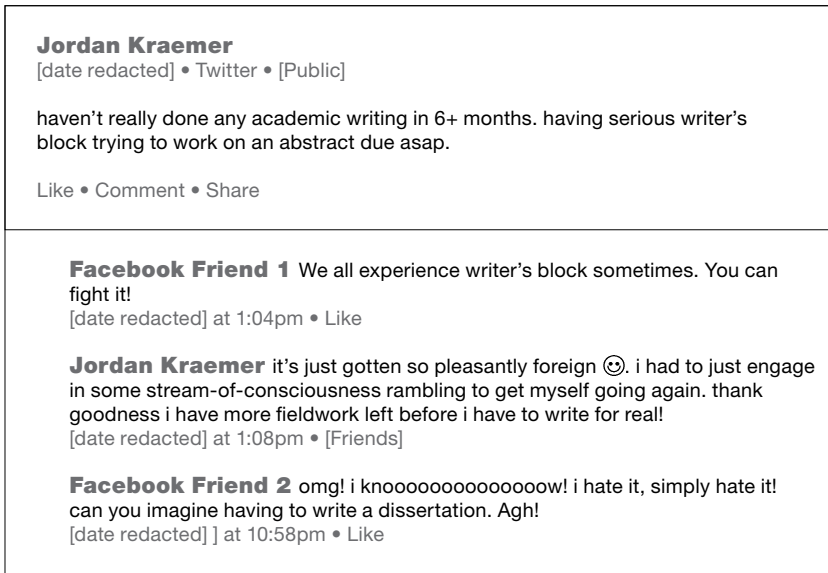 Jordan Kraemer
[date redacted] • Twitter • [Public]
haven’t really done any academic writing in 6+ months. having serious writer’s
block trying to work on an abstract due asap.
Like • Comment • Share
Facebook Friend 1 We all experience writer’s block sometimes. You can
fight it!
[date redacted] at 1:04pm • Like
Jordan Kraemer it’s just gotten so pleasantly foreign ☺. i had to just engage
in some stream-of-consciousness rambling to get myself going again. thank
goodness i have more fieldwork left before i have to write for real!
[date redacted] at 1:08pm • [Friends]
Facebook Friend 2 omg! i knooooooooooooooow! i hate it, simply hate it!
can you imagine having to write a dissertation. Agh!
[date redacted] ] at 10:58pm • Like